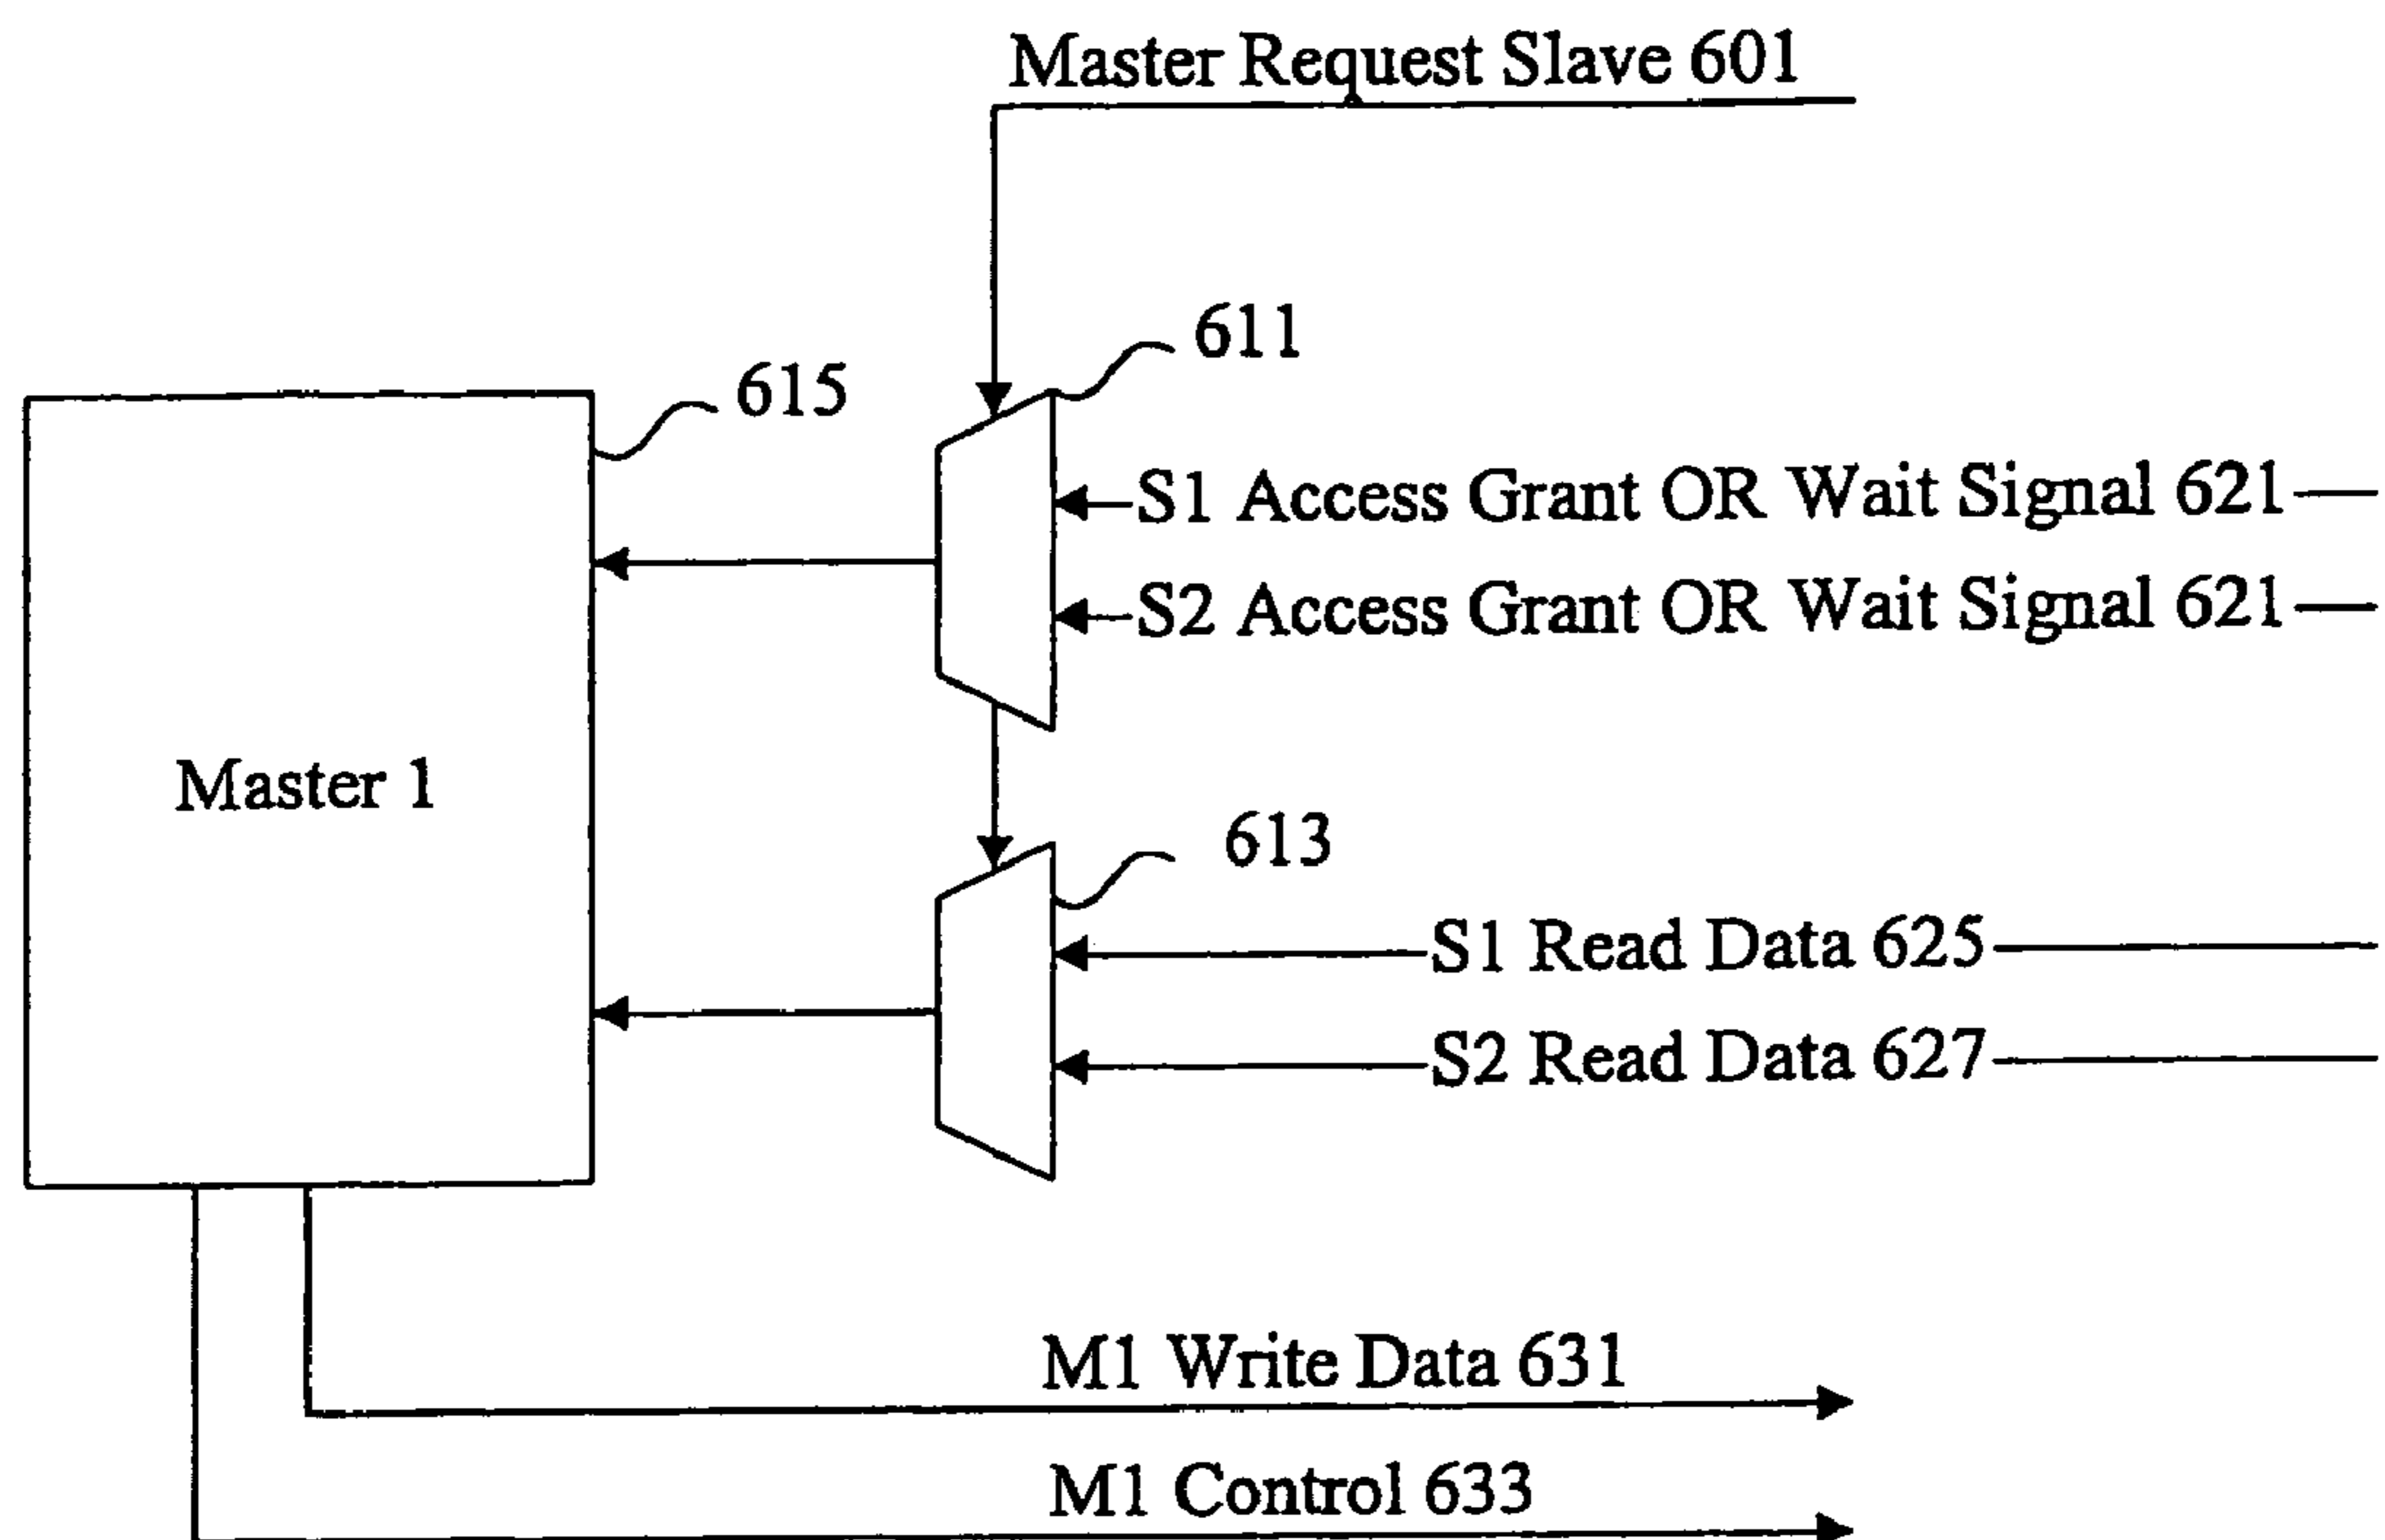 Master Request Slave 601
611
615
S1 Access Grant OR Wait Signal 621
S2 Access Grant OR Wait Signal 621
Master 1
613
S1 Read Data 625
S2 Read Data 627
M1 Write Data 631
M1 Control 633